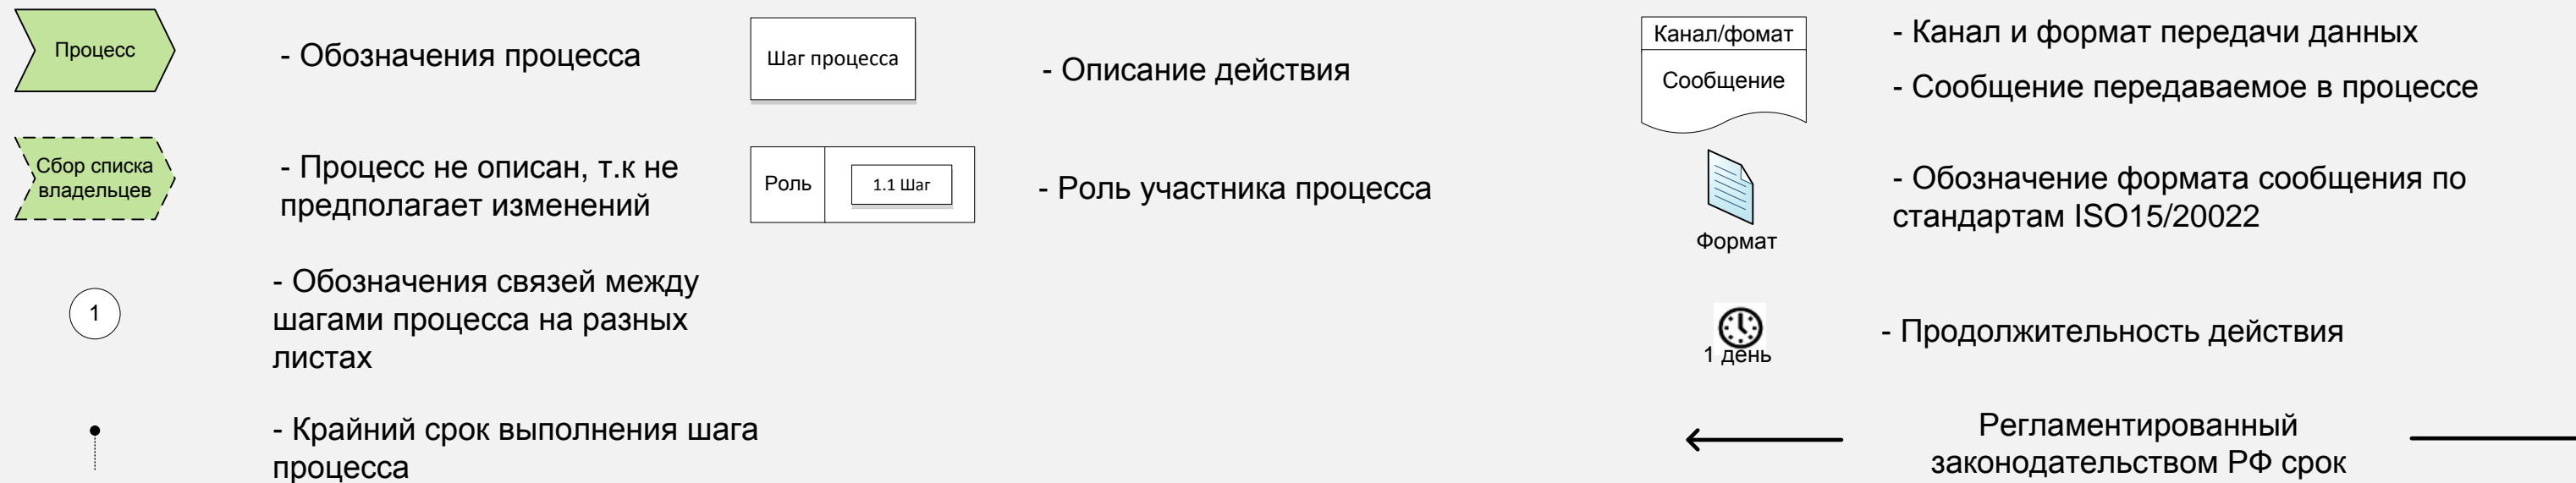 Процесс
- Обозначения процесса
Сбор списка
владельцев
- Процесс не описан, т.к не
предполагает изменений
1
- Обозначения связей между
шагами процесса на разных
листах
- Крайний срок выполнения шага
процесса
Шаг процесса
- Описание действия
Роль
1.1 Шаг
- Роль участника процесса
Канал/фомат
Сообщение
- Канал и формат передачи данных
- Сообщение передаваемое в процессе
Формат
- Обозначение формата сообщения по
стандартам ISO15/20022
1 день
- Продолжительность действия
Регламентированный
законодательством РФ срок